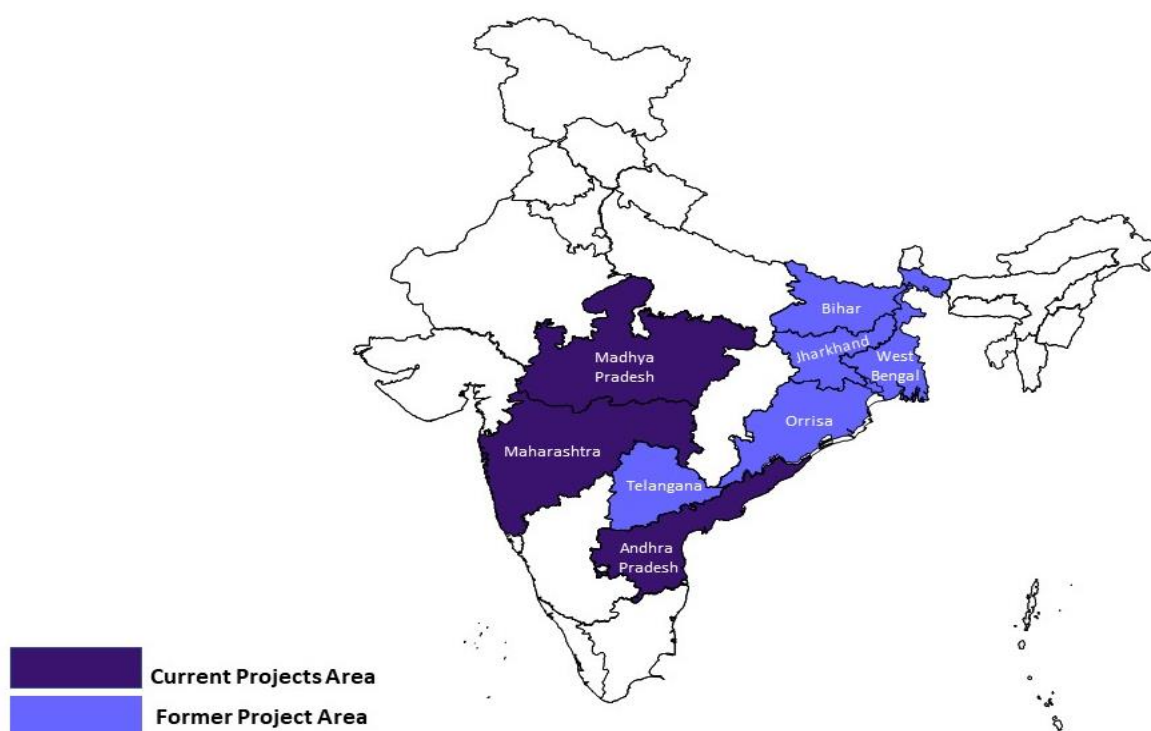 Bihar
Jharkhand
West
Bengal
Madhya
Pradesh
Orrisa
Maharashtra
Telangana
Andhra
Pradesh
Current Projects Area
Former Project Area